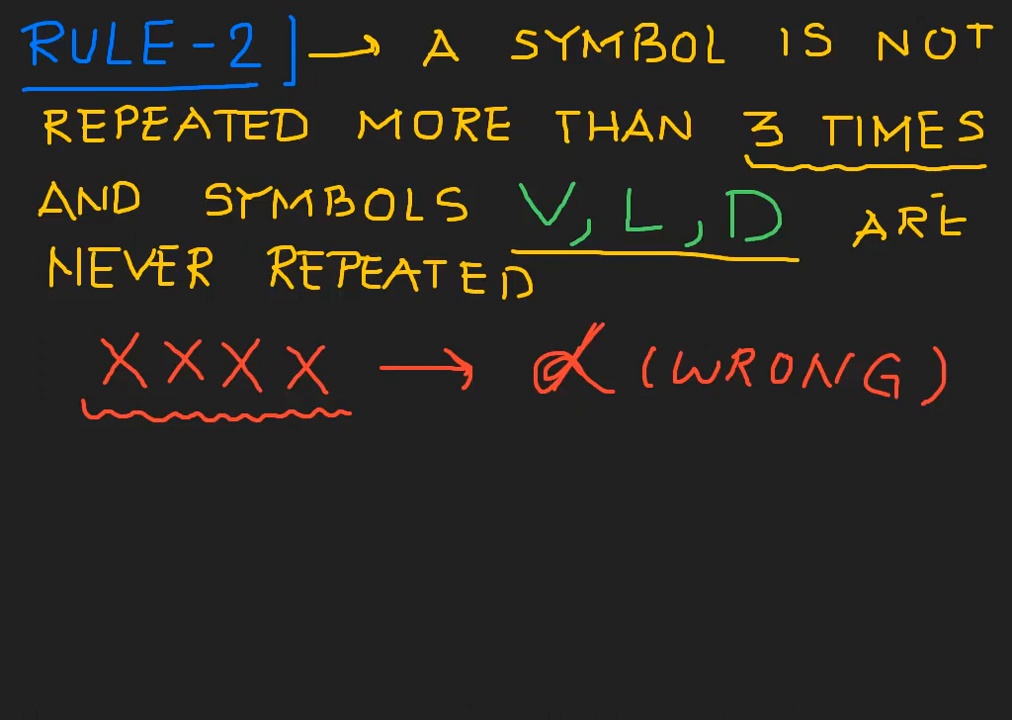 RULE-2] → A SYMBOL IS NOT
REPEATED MORE THAN 3 TIMES
AND SYMBOLS V, L, D ARE
NEVER REPEATED
XXXX → (WRONG)